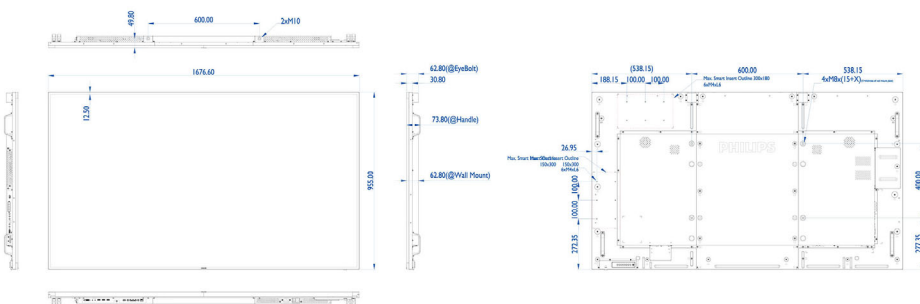 49.80
600.00
2xM10
1676.60
12.50
955.00
62.80(@EyeBolt)
30.80
73.80(@Handle)
62.80(@Wall Mount)
(538.15)
600.00
538.15
188.15
100.00
100.00
Max. Smart Insert Outline 300x180
6xM4xL6
4xM8x(15+X)
PHILIPS
26.95
Max. Smart
Insert Outline
150x300
6xM4xL6
100.00
100.00
272.35
400.00
277.35